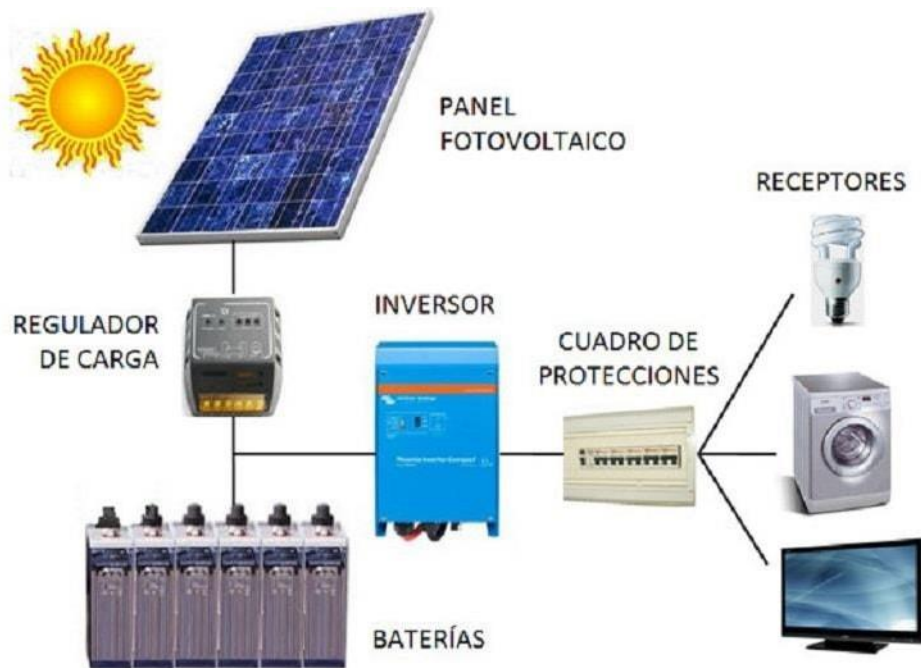 PANEL
FOTOVOLTAICO
RECEPTORES
REGULADOR
DE CARGA
INVERSOR
CUADRO DE
PROTECCIONES
BATERÍAS